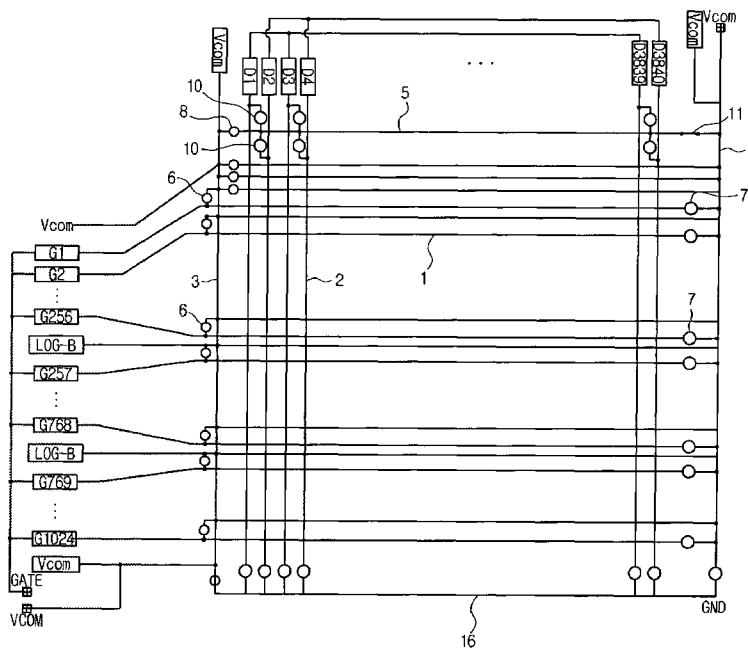 Vcom
Vcom
Vcom
D1
D2
D3
D4
...
D3839
D3840
10
8
5
11
10
6
7
Vcom
G1
G2
3
2
1
⋮
G256
6
7
LOG-B
G257
⋮
G768
LOG-B
G769
⋮
G1024
Vcom
GATE
VCOM
GND
16